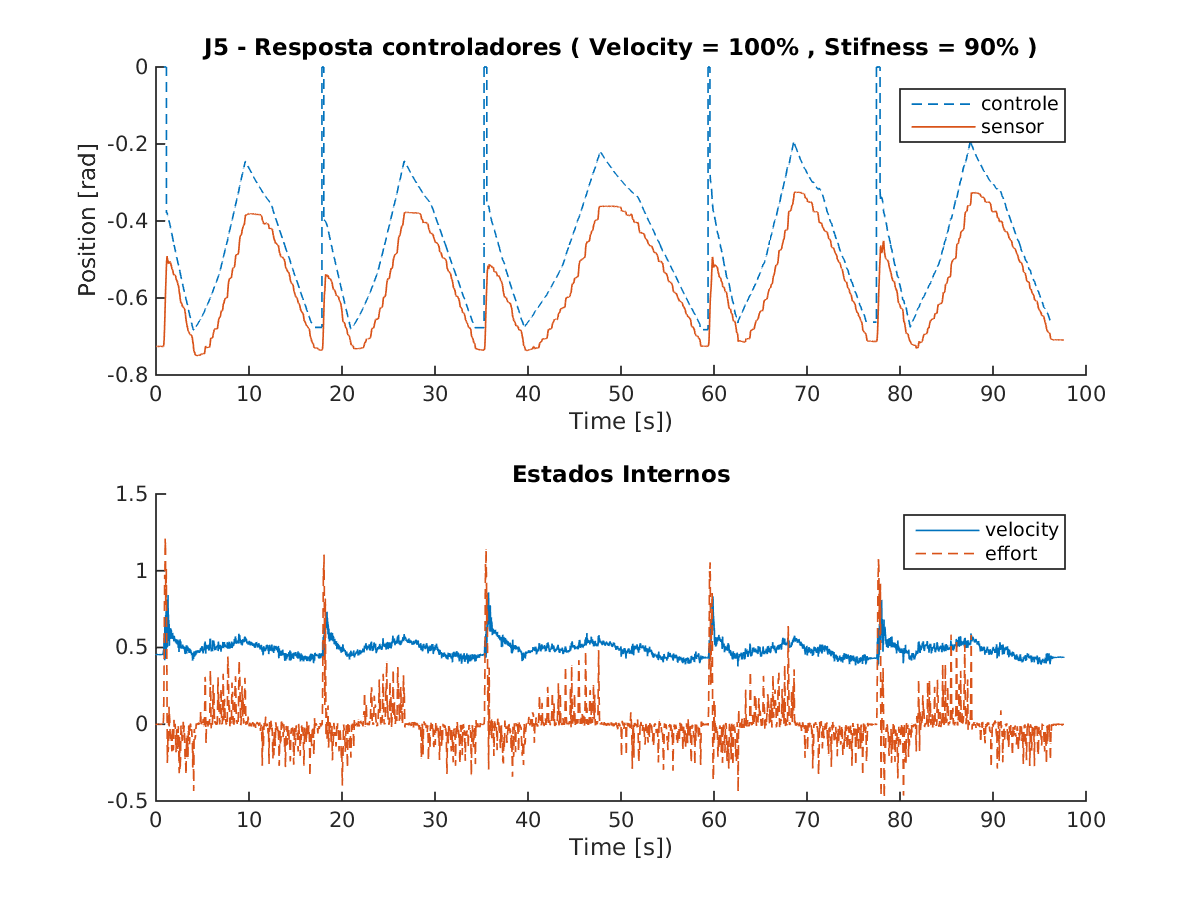 J5 - Resposta controladores ( Velocity = 100% , Stifness = 90% )
0
-0.2
-0.4
-0.6
-0.8
Position [rad]
controle
sensor
0 10 20 30 40 50 60 70 80 90 100
Time [s])
Estados Internos
1.5
1
0.5
0
-0.5
velocity
effort
0 10 20 30 40 50 60 70 80 90 100
Time [s])